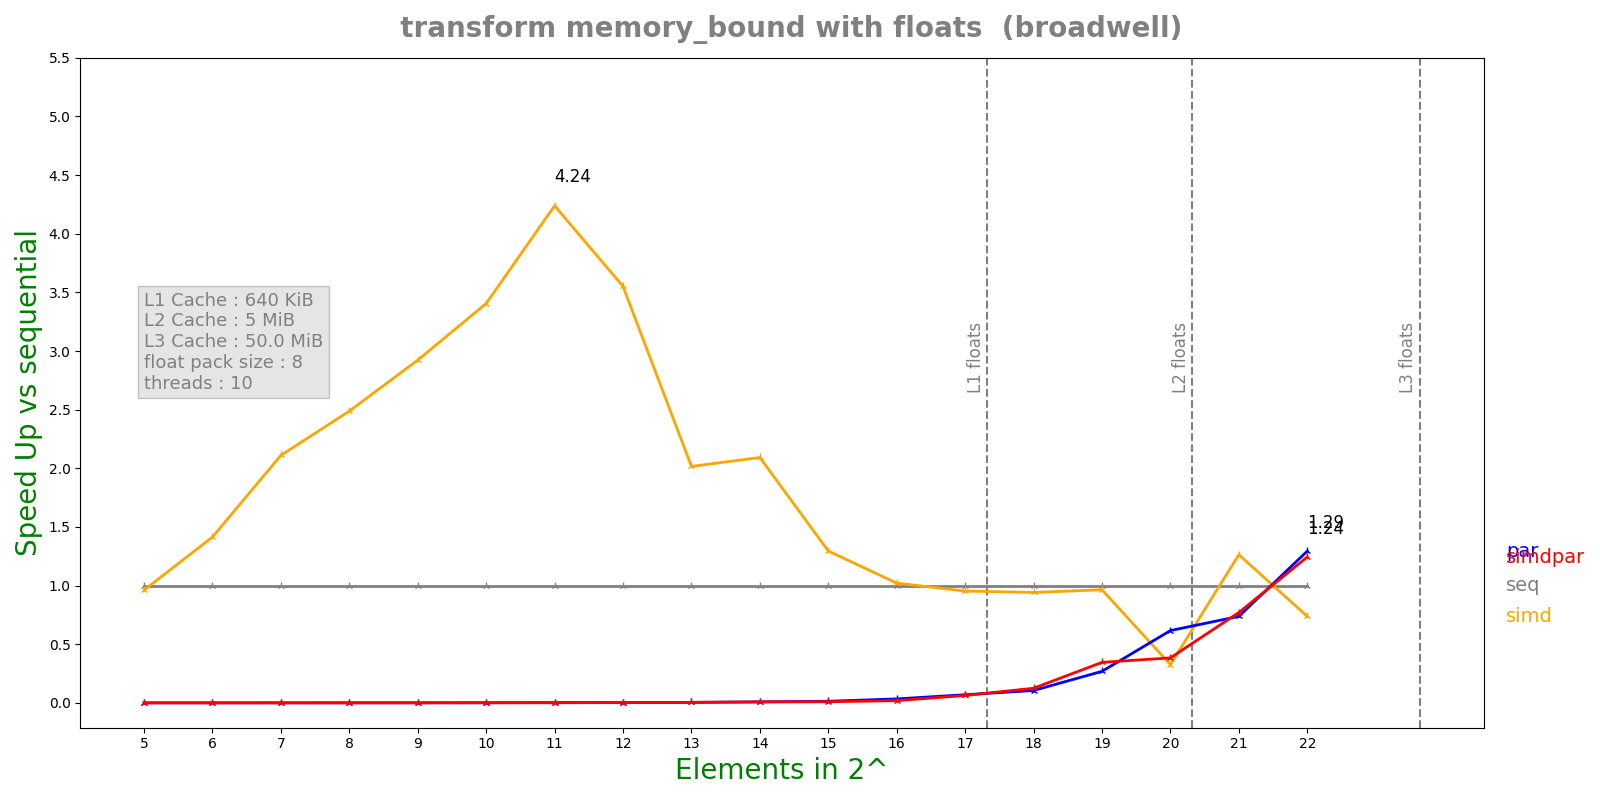 transform memory_bound with floats  (broadwell)
5.5
5.0
4.5
4.0
3.5
3.0
2.5
2.0
1.5
1.0
0.5
0.0
Speed Up vs sequential
4.24
L1 Cache : 640 KiB
L2 Cache : 5 MiB
L3 Cache : 50.0 MiB
float pack size : 8
threads : 10
L1 floats
L2 floats
L3 floats
1.29
1.24
par
simdpar
seq
simd
5 6 7 8 9 10 11 12 13 14 15 16 17 18 19 20 21 22
Elements in 2^